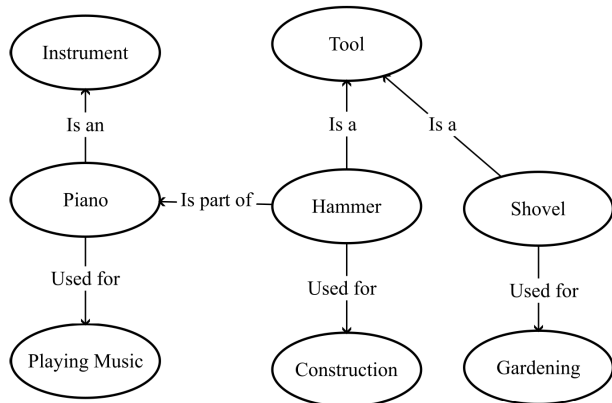 Instrument
Tool
Is an
Is a
Is a
Piano
Is part of
Hammer
Shovel
Used for
Used for
Used for
Playing Music
Construction
Gardening